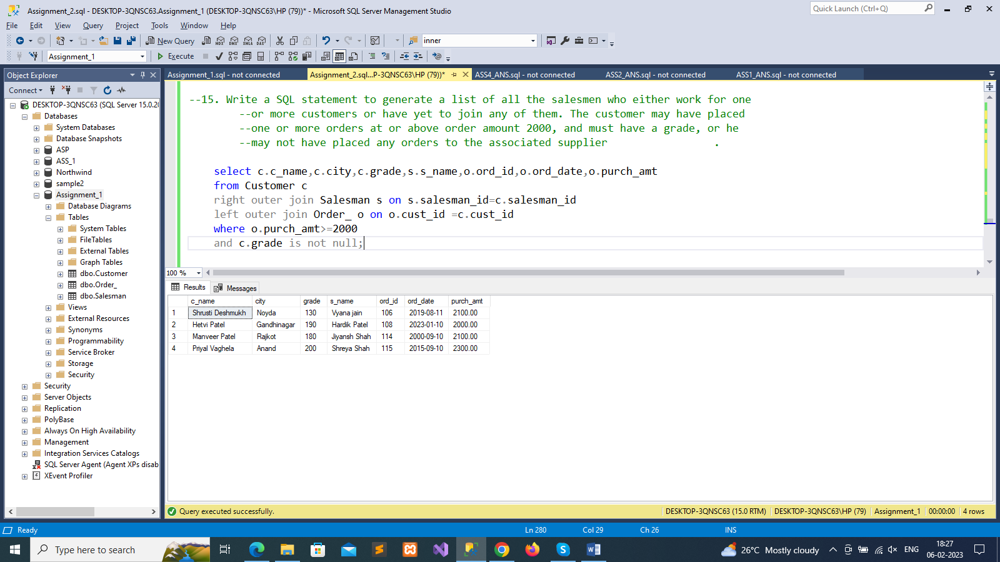 Assignment_2.sql - DESKTOP-3QNSC63.Assignment_1 (DESKTOP-3QNSC63\HP (79))* - Microsoft SQL Server Management Studio
Quick Launch (Ctrl+Q)
File Edit View Query Project Tools Window Help
New Query
MDX DMX XMLA DAX
inner
Assignment_1
Execute
Object Explorer
Assignment_1.sql - not connected
Assignment_2.sql...P-3QNSC63\HP (79))*
ASS4_ANS.sql - not connected
ASS2_ANS.sql - not connected
ASS1_ANS.sql - not connected
Connect
DESKTOP-3QNSC63 (SQL Server 15.0.20
Databases
System Databases
Database Snapshots
ASP
ASS_1
Northwind
sample2
Assignment_1
Database Diagrams
Tables
System Tables
FileTables
External Tables
Graph Tables
dbo.Customer
dbo.Order_
dbo.Salesman
Views
External Resources
Synonyms
Programmability
Service Broker
Storage
Security
Security
Server Objects
Replication
PolyBase
Always On High Availability
Management
Integration Services Catalogs
SQL Server Agent (Agent XPs disab
XEvent Profiler
--15. Write a SQL statement to generate a list of all the salesmen who either work for one
--or more customers or have yet to join any of them. The customer may have placed
--one or more orders at or above order amount 2000, and must have a grade, or he
--may not have placed any orders to the associated supplier .
select c.c_name,c.city,c.grade,s.s_name,o.ord_id,o.ord_date,o.purch_amt
from Customer c
right outer join Salesman s on s.salesman_id=c.salesman_id
left outer join Order_ o on o.cust_id =c.cust_id
where o.purch_amt>=2000
and c.grade is not null;
100 %
Results Messages
c_name city grade s_name ord_id ord_date purch_amt
1 Shrusti Deshmukh Noyda 130 Vyana jain 106 2019-08-11 2100.00
2 Hetvi Patel Gandhinagar 190 Hardik Patel 108 2023-01-10 2000.00
3 Manveer Patel Rajkot 180 Jiyansh Shah 114 2000-09-10 2100.00
4 Priyal Vaghela Anand 200 Shreya Shah 115 2015-09-10 2300.00
Query executed successfully.
DESKTOP-3QNSC63 (15.0 RTM) DESKTOP-3QNSC63\HP (79) Assignment_1 00:00:00 4 rows
Ready
Ln 280 Col 29 Ch 26 INS
Type here to search
26°C Mostly cloudy
ENG
18:27
06-02-2023